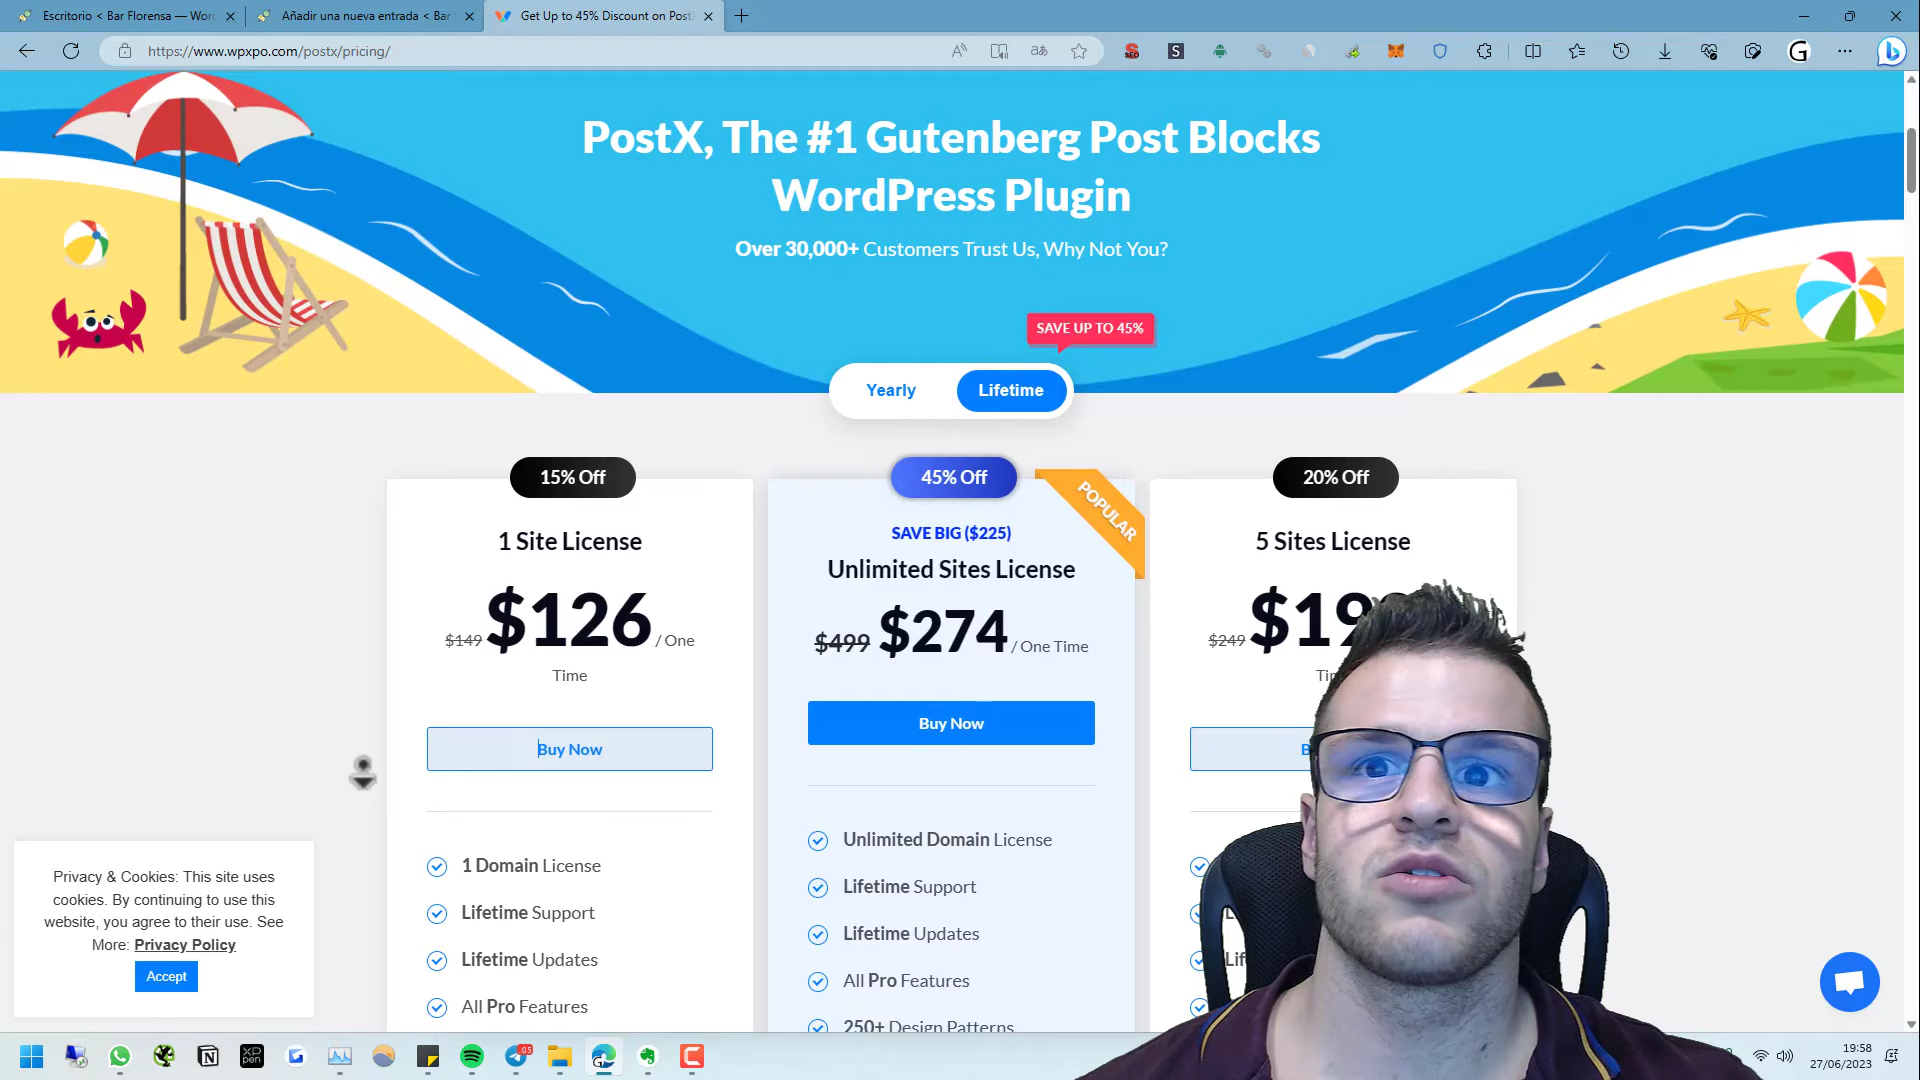 Escritorio < Bar Florensa — Wor
Añadir una nueva entrada < Bar
Get Up to 45% Discount on Post
https://www.wpxpo.com/postx/pricing/
PostX, The #1 Gutenberg Post Blocks
WordPress Plugin
Over 30,000+ Customers Trust Us, Why Not You?
SAVE UP TO 45%
Yearly
Lifetime
15% Off
1 Site License
$149 $126 / One
Time
Buy Now
1 Domain License
Lifetime Support
Lifetime Updates
All Pro Features
45% Off
POPULAR
SAVE BIG ($225)
Unlimited Sites License
$499 $274 / One Time
Buy Now
Unlimited Domain License
Lifetime Support
Lifetime Updates
All Pro Features
250+ Design Patterns
20% Off
5 Sites License
$249
Privacy & Cookies: This site uses
cookies. By continuing to use this
website, you agree to their use. See
More: Privacy Policy
Accept
19:58
27/06/2023